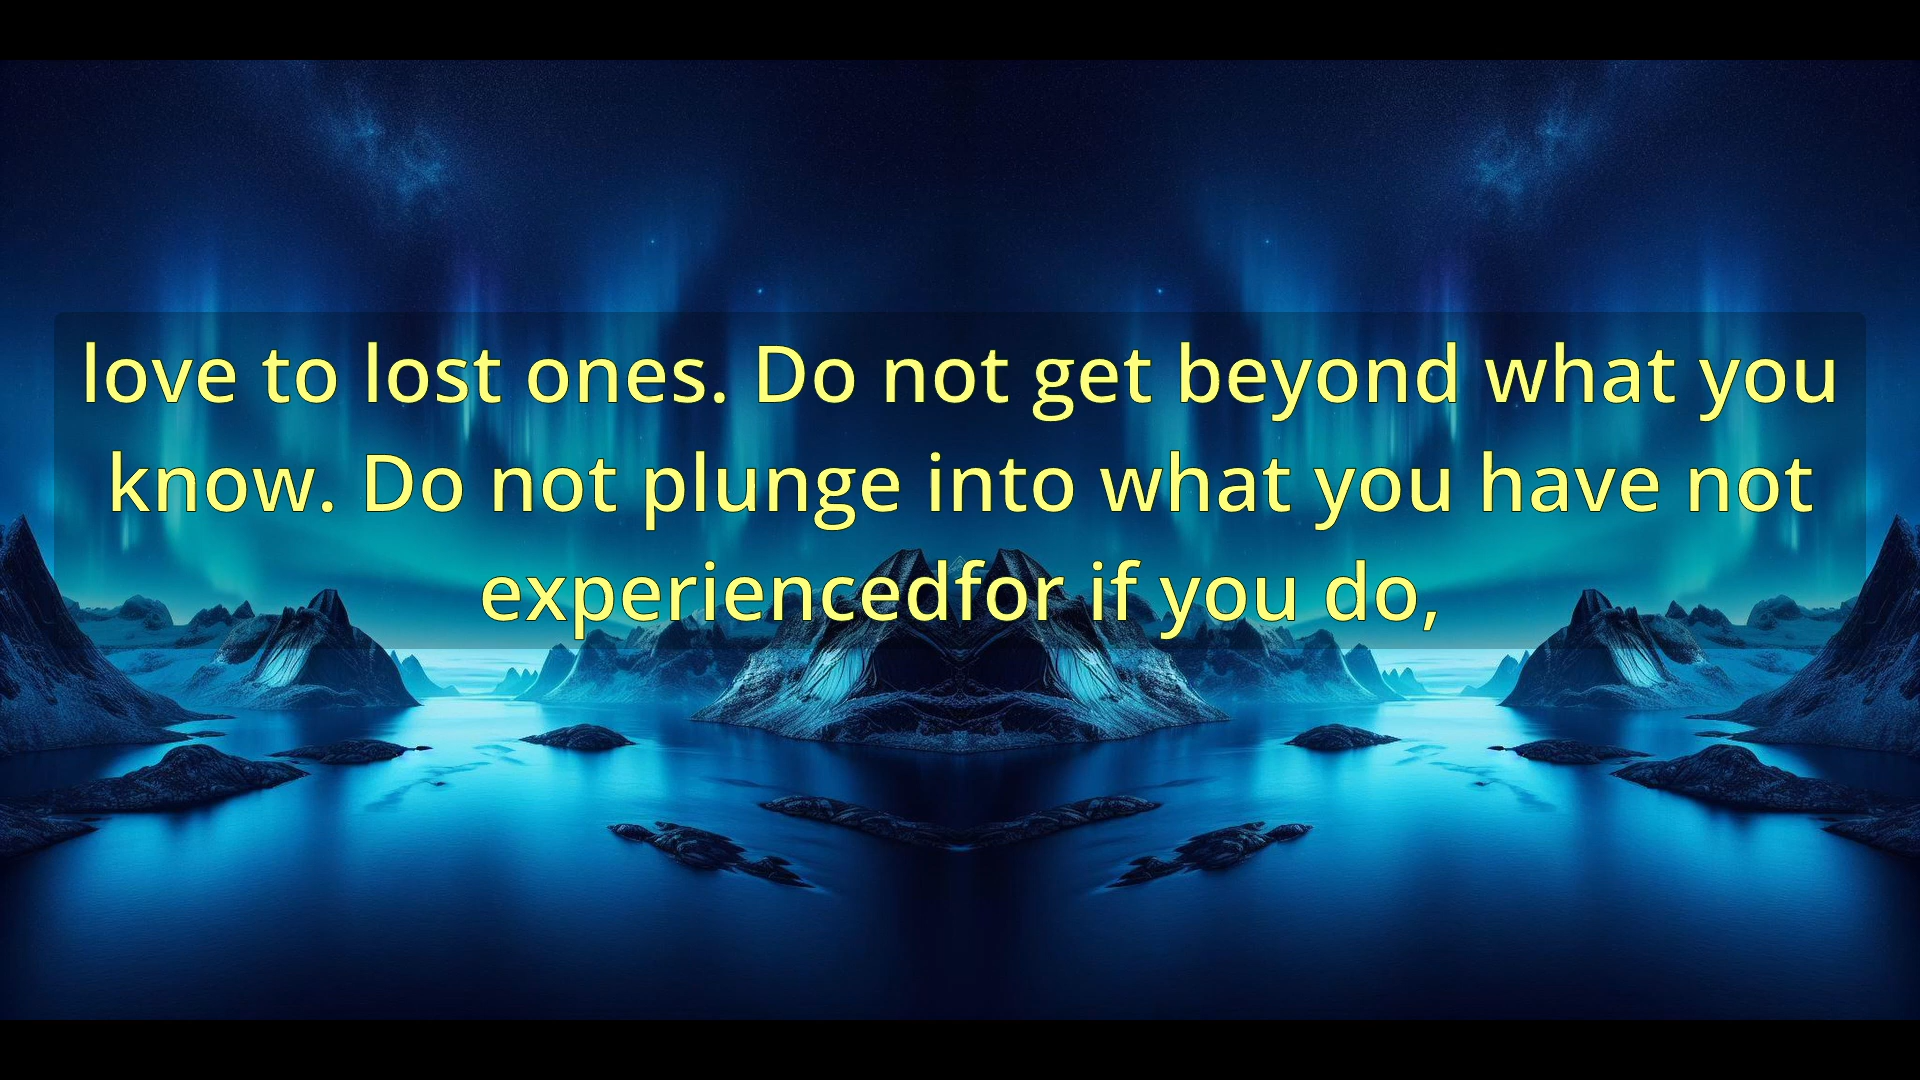 love to lost ones. Do not get beyond what you
know. Do not plunge into what you have not
experiencedfor if you do,